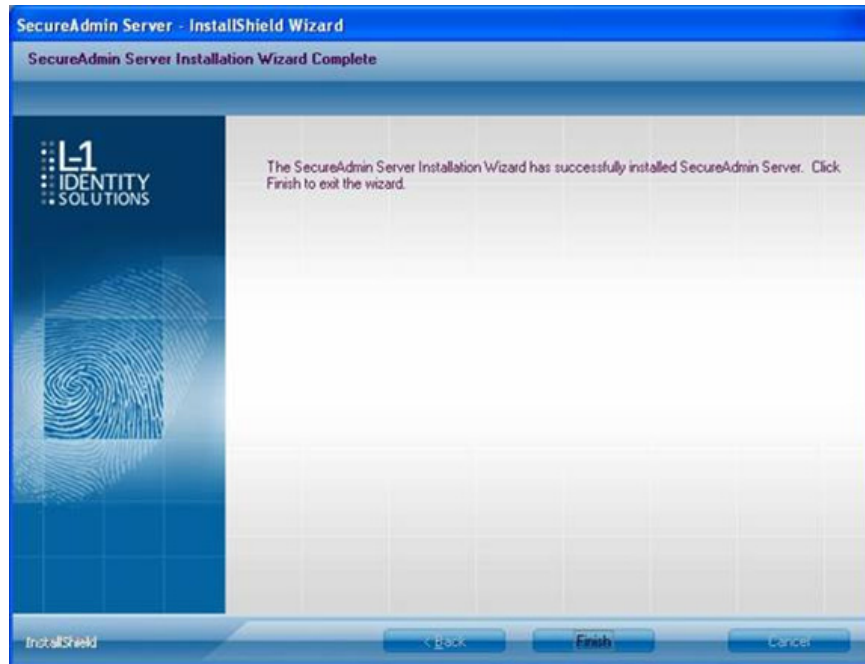 SecureAdmin Server - InstallShield Wizard
SecureAdmin Server Installation Wizard Complete
L-1
IDENTITY
SOLUTIONS
The SecureAdmin Server Installation Wizard has successfully installed SecureAdmin Server. Click
Finish to exit the wizard.
InstallShield
< Back
Finish
Cancel